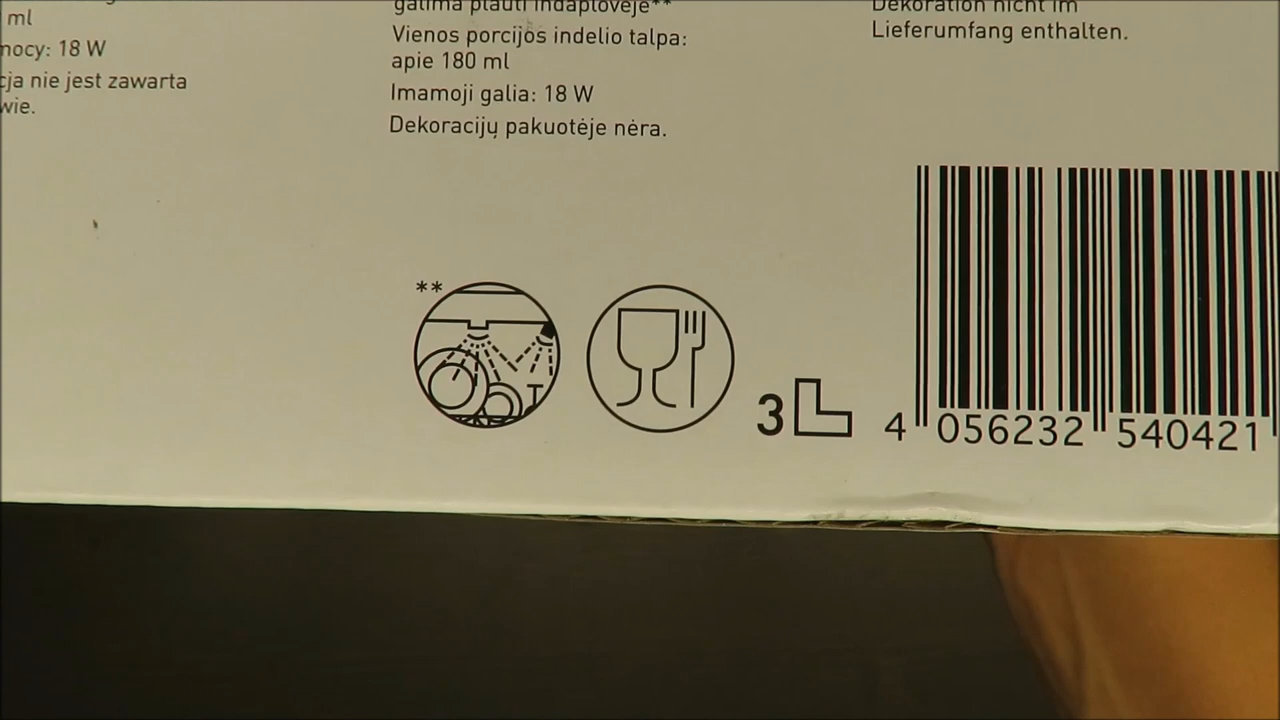 ml
mocy: 18 W
cja nie jest zawarta
wie.
galima plauti indaplovėje**
Vienos porcijos indelio talpa:
apie 180 ml
Imamoji galia: 18 W
Dekoracijų pakuotėje nėra.
Dekoration nicht im
Lieferumfang enthalten.
**
3
4 056232 540421